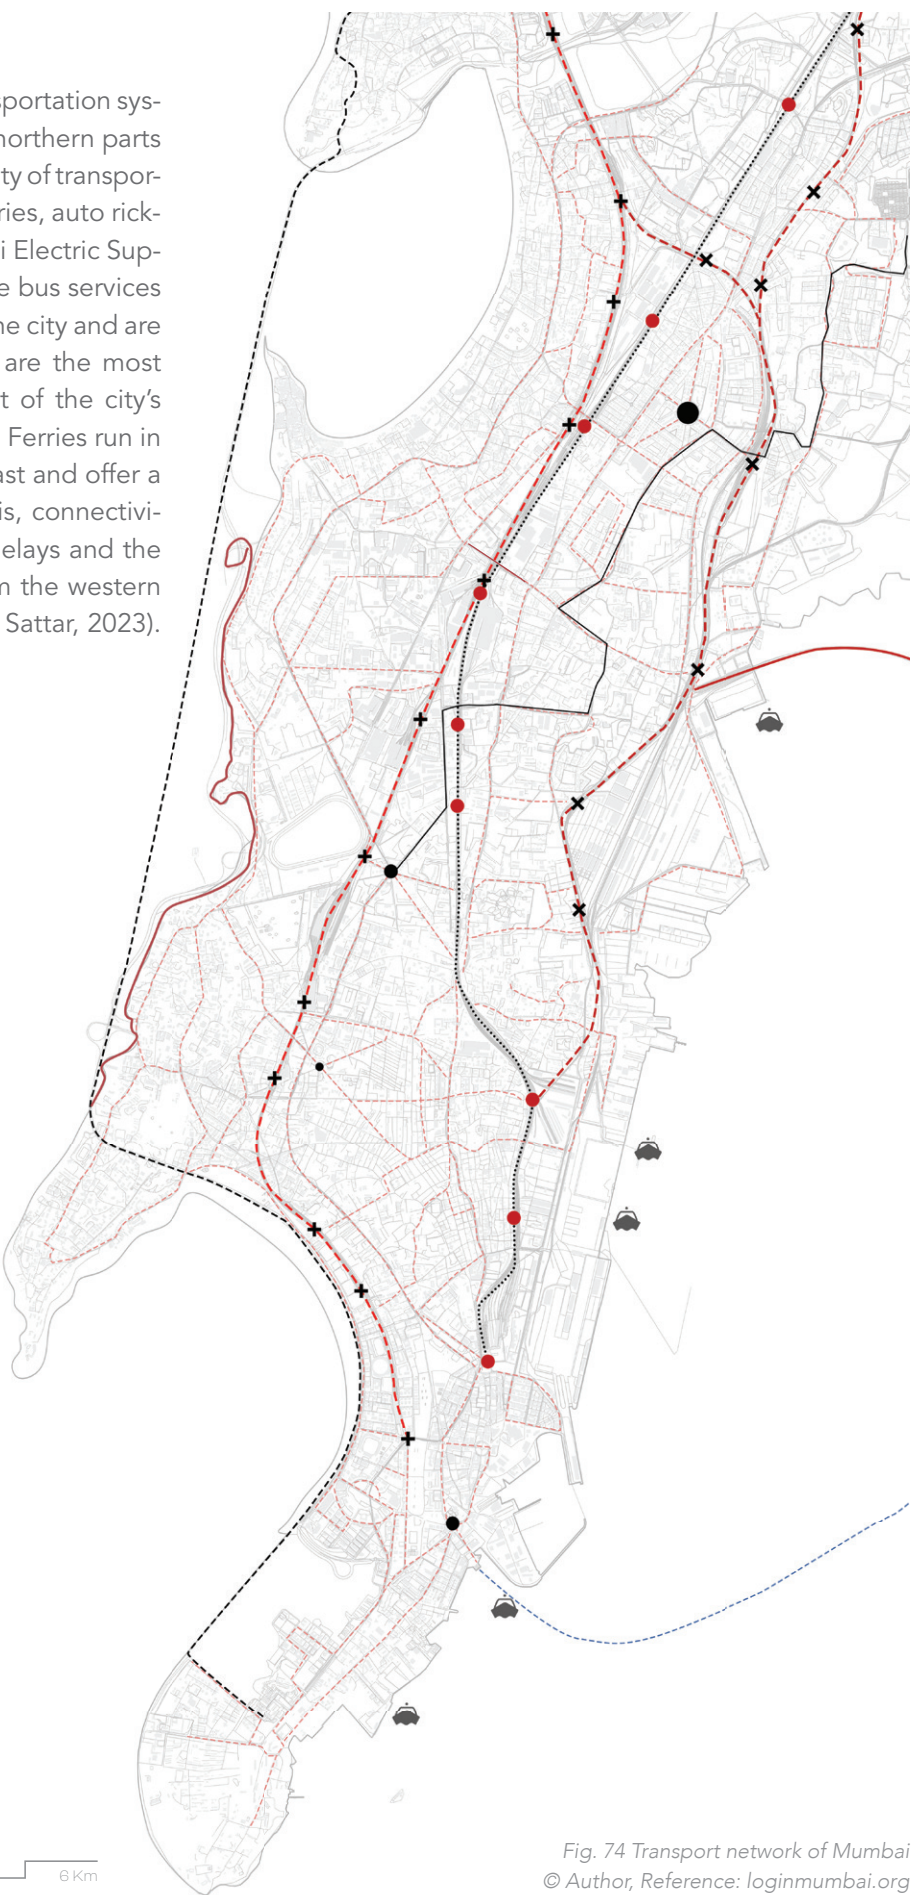 sportation sys-
northern parts
ty of transpor-
ries, auto rick-
i Electric Sup-
e bus services
ne city and are
are the most
t of the city's
Ferries run in
ast and offer a
is, connectivi-
elays and the
n the western
Sattar, 2023).
6 Km
Fig. 74 Transport network of Mumbai
© Author, Reference: loginmumbai.org